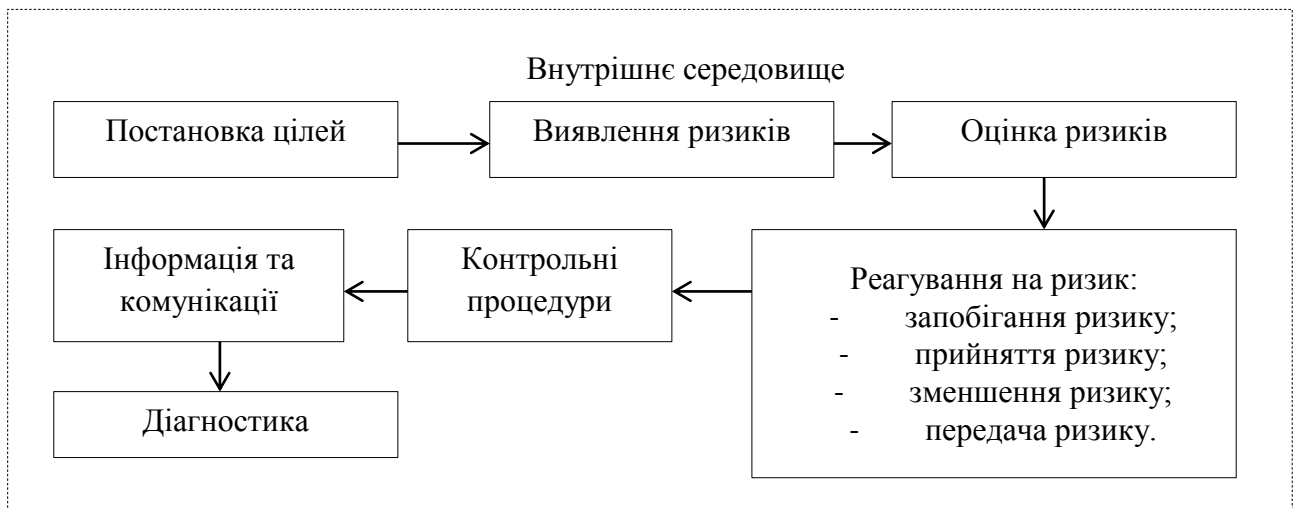 Внутрішнє середовище
Постановка цілей
Виявлення ризиків
Оцінка ризиків
Реагування на ризик:
- запобігання ризику;
- прийняття ризику;
- зменшення ризику;
- передача ризику.
Контрольні
процедури
Інформація та
комунікації
Діагностика